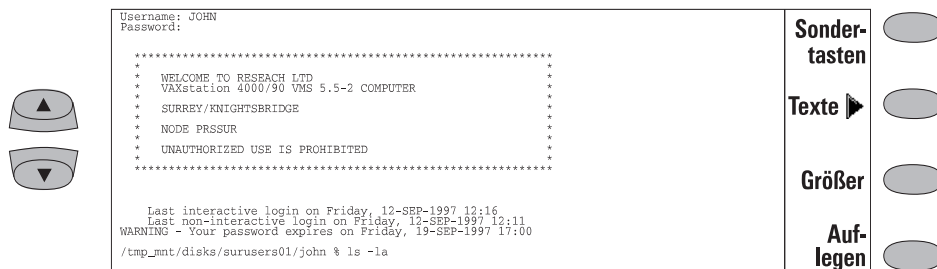 Username: JOHN
Password:
*********************************************************
* *
* WELCOME TO RESEACH LTD *
* VAXstation 4000/90 VMS 5.5-2 COMPUTER *
* *
* SURREY/KNIGHTSBRIDGE *
* *
* NODE PRSSUR *
* *
* UNAUTHORIZED USE IS PROHIBITED *
* *
*********************************************************
Last interactive login on Friday, 12-SEP-1997 12:16
Last non-interactive login on Friday, 12-SEP-1997 12:11
WARNING - Your password expires on Friday, 19-SEP-1997 17:00
/tmp_mnt/disks/surusers01/john % ls -la
Sonder-
tasten
Texte
Größer
Auf-
legen